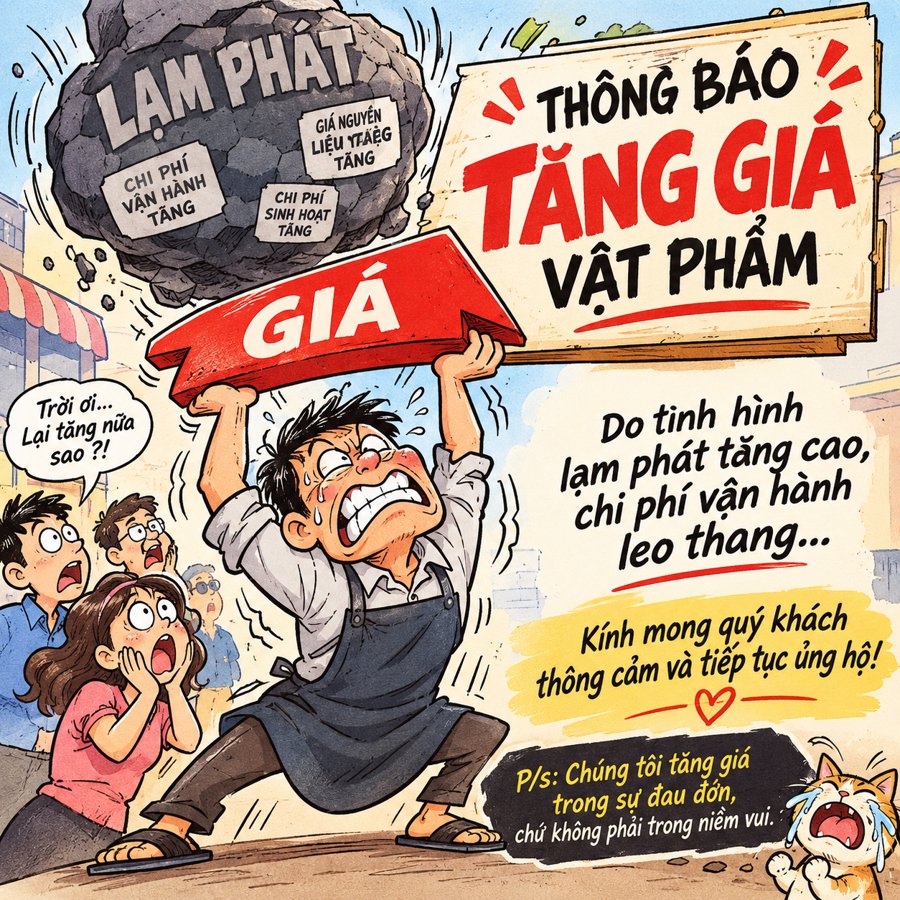 LẠM PHÁT
CHI PHÍ
VẬN HÀNH
TĂNG
GIÁ NGUYÊN
LIỆU
TĂNG
CHI PHÍ
SINH HOẠT
TĂNG
GIÁ
THÔNG BÁO
TĂNG GIÁ
VẬT PHẨM
Trời ơi...
Lại tăng nữa
sao ?!
Do tinh hình
lạm phát tăng cao,
chi phí vận hành
leo thang...
Kính mong quý khách
thông cảm và tiếp tục ủng hộ!
P/s: Chúng tôi tăng giá
trong sự đau đớn,
chứ không phải trong niềm vui.